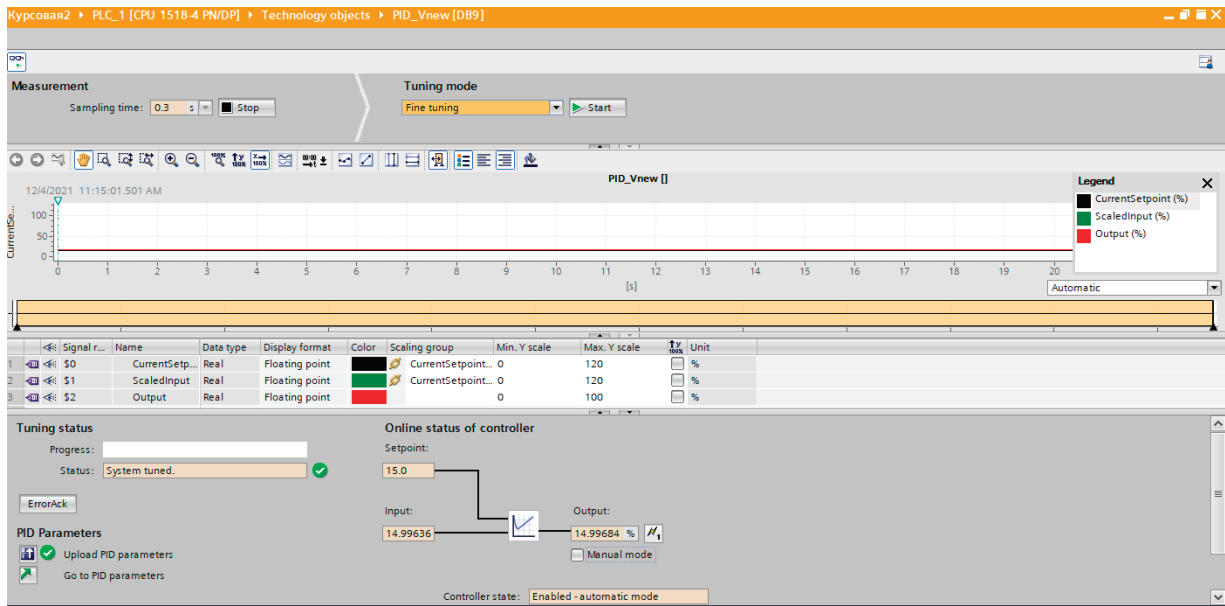 Курсовая2 ▸ PLC_1 [CPU 1518-4 PN/DP] ▸ Technology objects ▸ PID_Vnew [DB9]
Measurement
Tuning mode
Sampling time: 0.3 s Stop
Fine tuning Start
PID_Vnew []
12/4/2021 11:15:01.501 AM
Legend
CurrentSetpoint (%)
ScaledInput (%)
Output (%)
CurrentSe...
100
50
0
0 1 2 3 4 5 6 7 8 9 10 11 12 13 14 15 16 17 18 19 20
[s]
Automatic
Signal r... Name Data type Display format Color Scaling group Min. Y scale Max. Y scale Unit
1 $0 CurrentSetp... Real Floating point CurrentSetpoint... 0 120 %
2 $1 ScaledInput Real Floating point CurrentSetpoint... 0 120 %
3 $2 Output Real Floating point 0 100 %
Tuning status
Progress:
Status: System tuned.
ErrorAck
PID Parameters
Upload PID parameters
Go to PID parameters
Online status of controller
Setpoint:
15.0
Input:
14.99636
Output:
14.99684 %
Manual mode
Controller state: Enabled - automatic mode